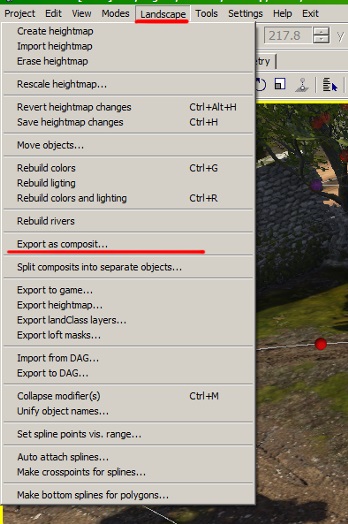 Project Edit View Modes Landscape Tools Settings Help Exit
Create heightmap
Import heightmap
Erase heightmap
217.8 y
Rescale heightmap...
etry
Revert heightmap changes Ctrl+Alt+H
Save heightmap changes Ctrl+H
Move objects...
Rebuild colors Ctrl+G
Rebuild ligting
Rebuild colors and lighting Ctrl+R
Rebuild rivers
Export as composit...
Split composits into separate objects...
Export to game...
Export heightmap...
Export landClass layers...
Export loft masks...
Import from DAG...
Export to DAG...
Collapse modifier(s) Ctrl+M
Unify object names...
Set spline points vis. range...
Auto attach splines...
Make crosspoints for splines...
Make bottom splines for polygons...